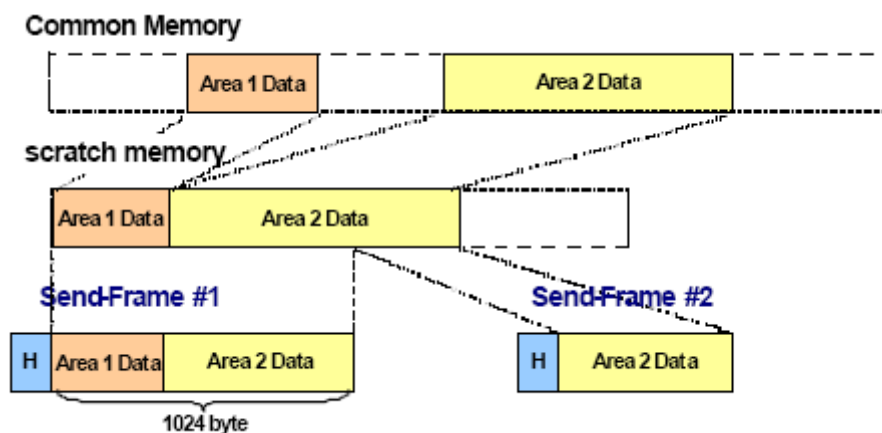 Common Memory
Area 1 Data
Area 2 Data
scratch memory
Area 1 Data
Area 2 Data
Send-Frame #1
Send-Frame #2
H
Area 1 Data
Area 2 Data
H
Area 2 Data
1024 byte